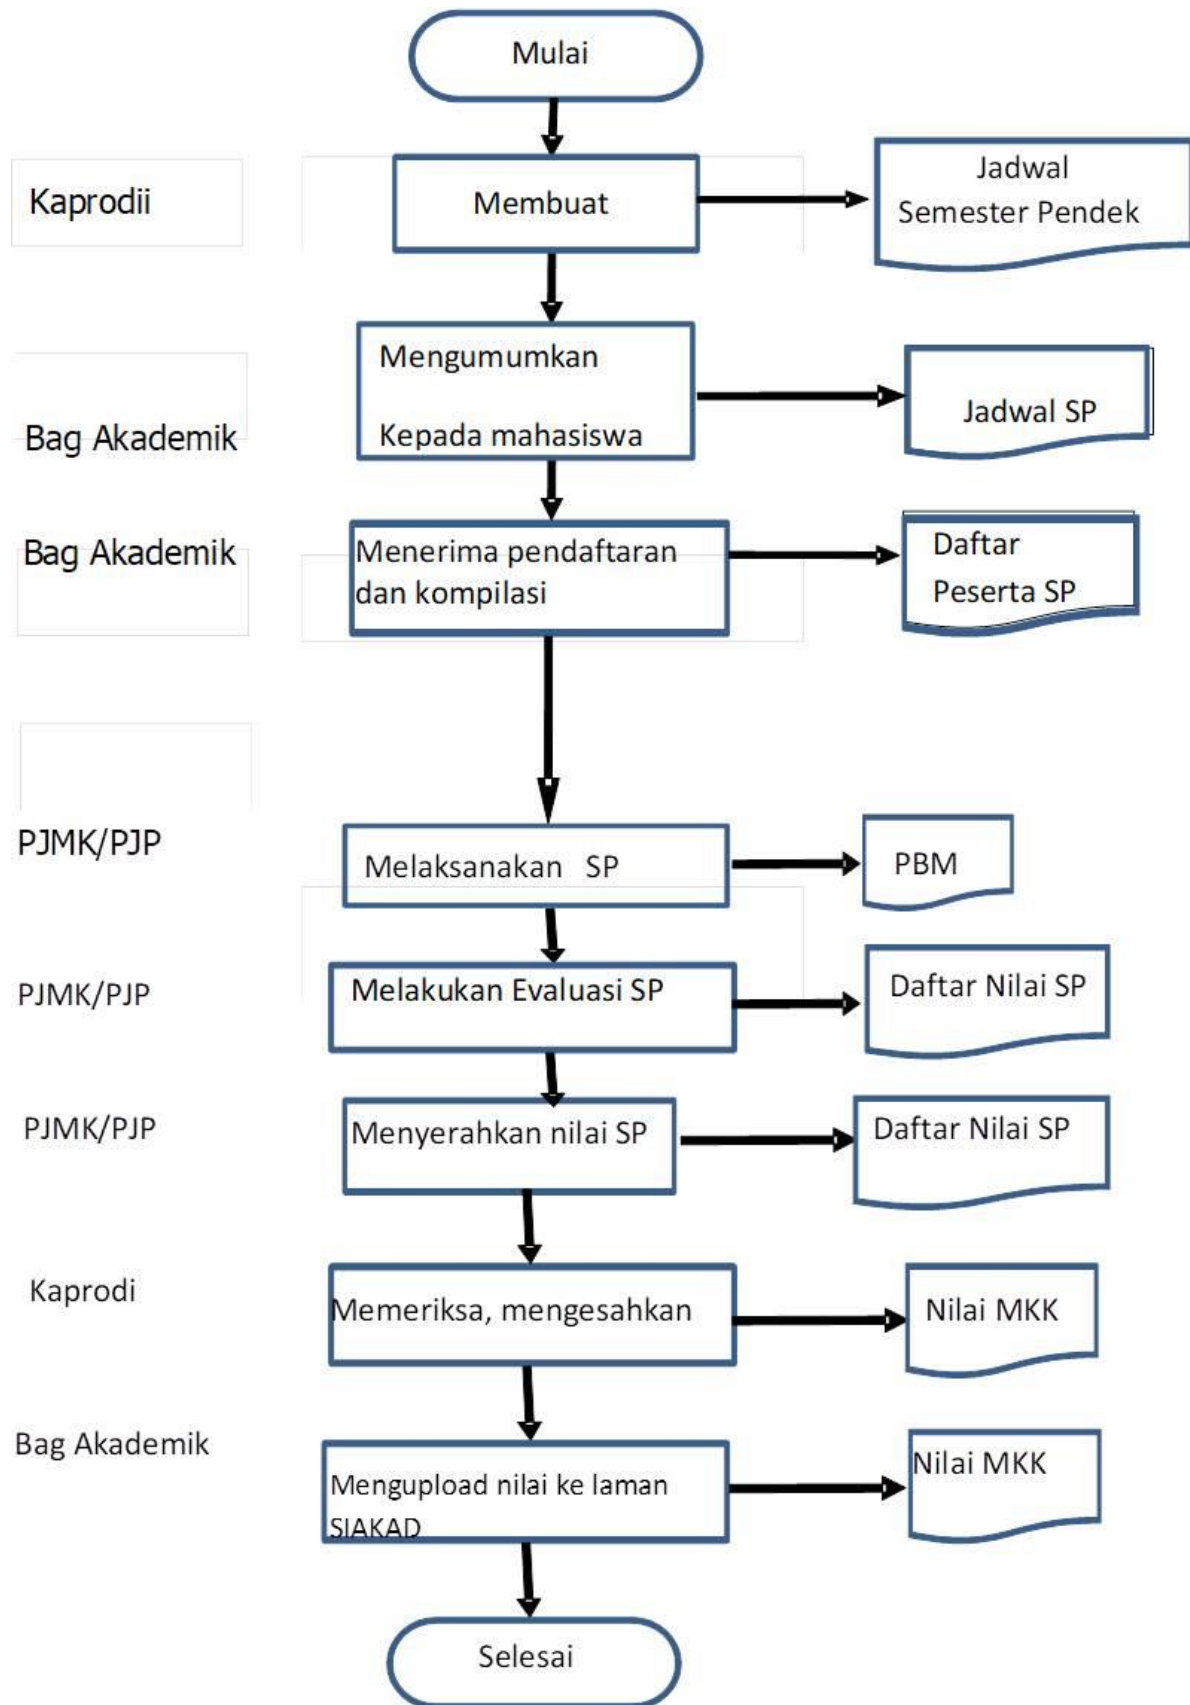 Mulai
Kaprodii
Membuat
Jadwal
Semester Pendek
Mengumumkan
Kepada mahasiswa
Bag Akademik
Jadwal SP
Bag Akademik
Menerima pendaftaran
dan kompilasi
Daftar
Peserta SP
PJMK/PJP
Melaksanakan SP
PBM
PJMK/PJP
Melakukan Evaluasi SP
Daftar Nilai SP
PJMK/PJP
Menyerahkan nilai SP
Daftar Nilai SP
Kaprodi
Memeriksa, mengesahkan
Nilai MKK
Bag Akademik
Mengupload nilai ke laman
SIAKAD
Nilai MKK
Selesai